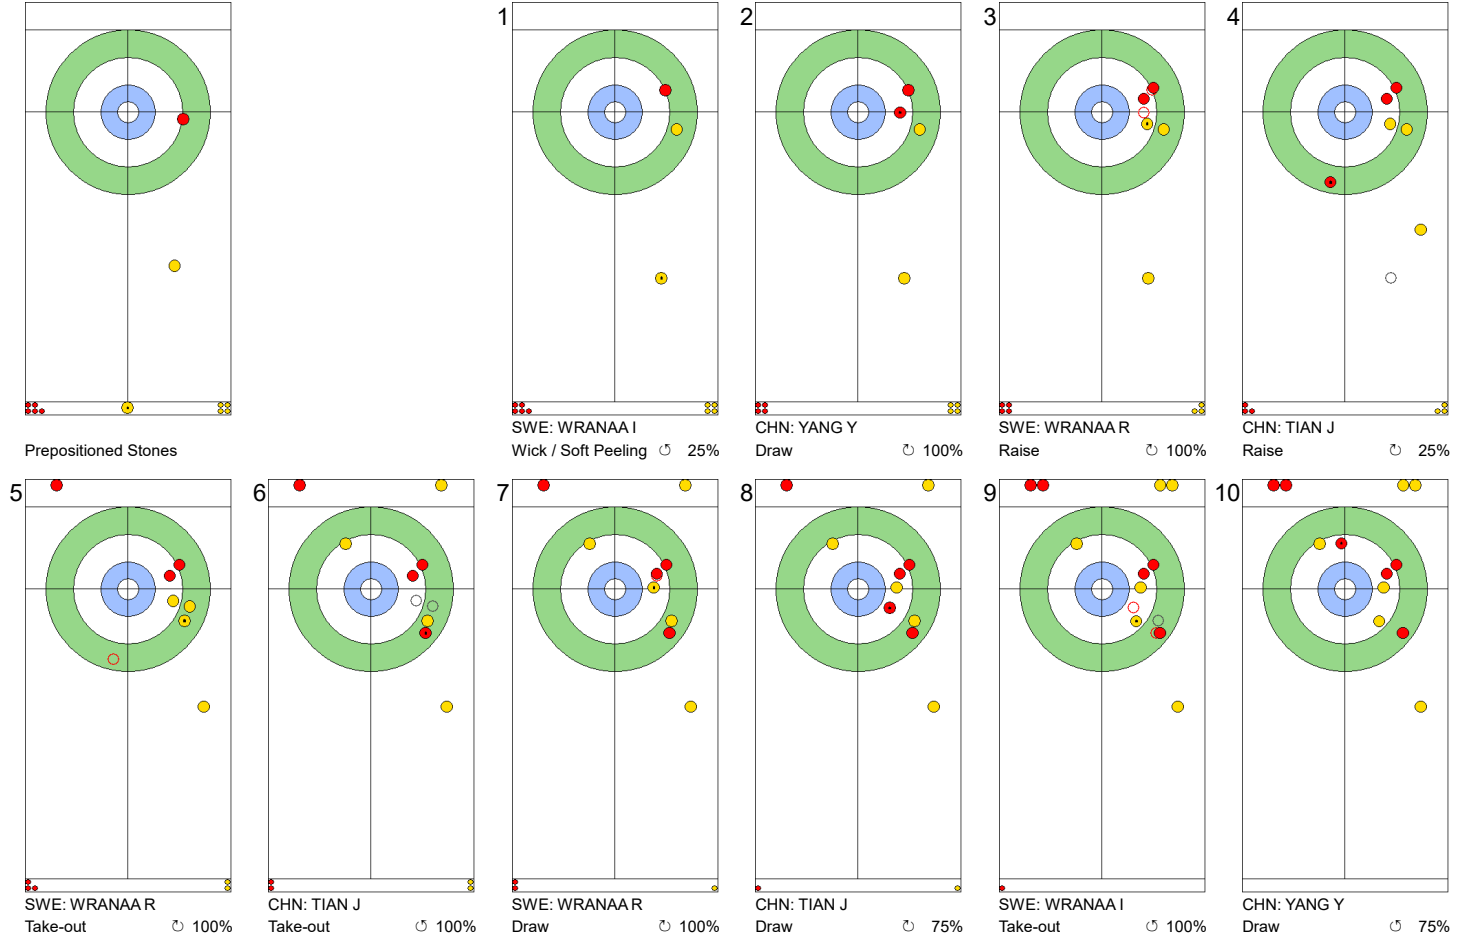 1
2
3
4
Prepositioned Stones
SWE: WRANAA I
Wick / Soft Peeling ↺ 25%
CHN: YANG Y
Draw ↻ 100%
SWE: WRANAA R
Raise ↻ 100%
CHN: TIAN J
Raise ↻ 25%
5
6
7
8
9
10
SWE: WRANAA R
Take-out ↻ 100%
CHN: TIAN J
Take-out ↺ 100%
SWE: WRANAA R
Draw ↺ 100%
CHN: TIAN J
Draw ↻ 75%
SWE: WRANAA I
Take-out ↺ 100%
CHN: YANG Y
Draw ↺ 75%